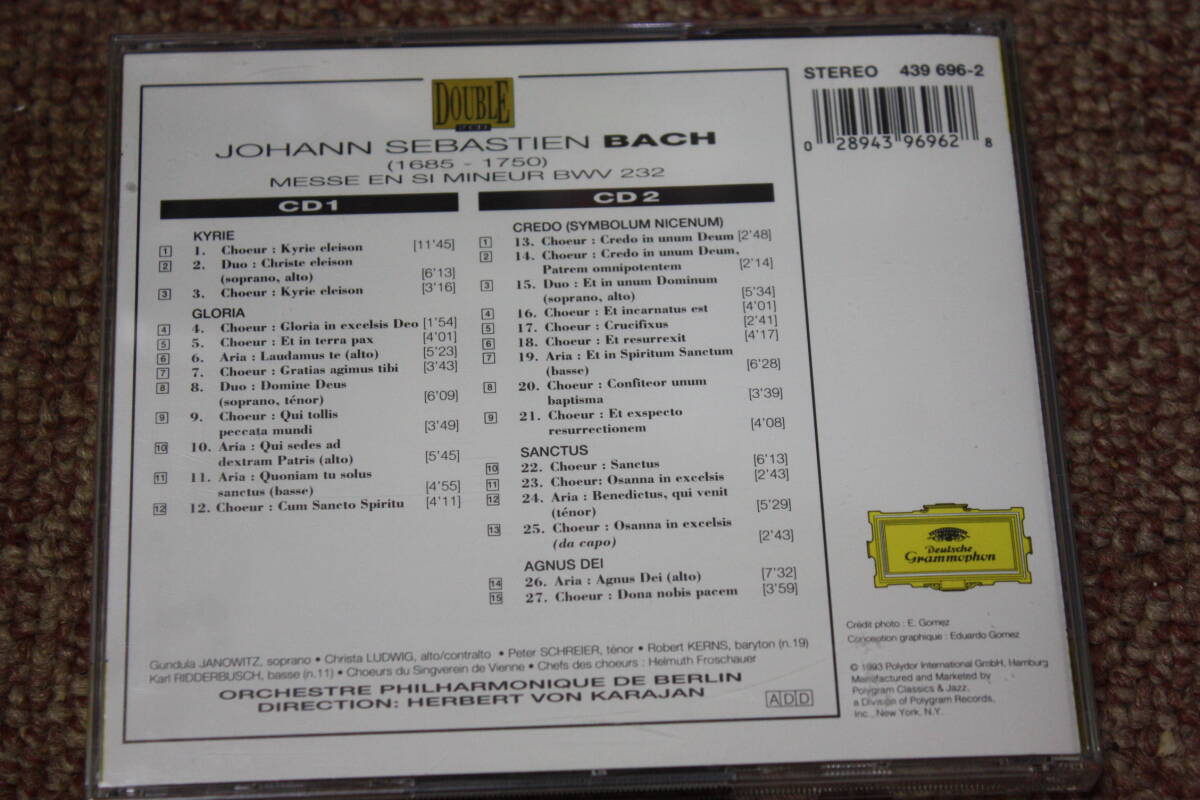 DOUBLE
JOHANN SEBASTIEN BACH
(1685 - 1750)
MESSE EN SI MINEUR BWV 232
CD 1
KYRIE
1 1. Choeur : Kyrie eleison [11'45]
2 2. Duo : Christe eleison
(soprano, alto) [6'13]
3 3. Choeur : Kyrie eleison [3'16]
GLORIA
4 4. Choeur : Gloria in excelsis Deo [1'54]
5 5. Choeur : Et in terra pax [4'01]
6 6. Aria : Laudamus te (alto) [5'23]
7 7. Choeur : Gratias agimus tibi [3'43]
8 8. Duo : Domine Deus
(soprano, ténor) [6'09]
9 9. Choeur : Qui tollis
peccata mundi [3'49]
10 10. Aria : Qui sedes ad
dextram Patris (alto) [5'45]
11 11. Aria : Quoniam tu solus
sanctus (basse) [4'55]
12 12. Choeur : Cum Sancto Spiritu [4'11]
CD 2
CREDO (SYMBOLUM NICENUM)
1 13. Choeur : Credo in unum Deum [2'48]
2 14. Choeur : Credo in unum Deum,
Patrem omnipotentem [2'14]
3 15. Duo : Et in unum Dominum
(soprano, alto) [5'34]
4 16. Choeur : Et incarnatus est [4'01]
5 17. Choeur : Crucifixus [2'41]
6 18. Choeur : Et resurrexit [4'17]
7 19. Aria : Et in Spiritum Sanctum
(basse) [6'28]
8 20. Choeur : Confiteor unum
baptisma [3'39]
9 21. Choeur : Et exspecto
resurrectionem [4'08]
SANCTUS
10 22. Choeur : Sanctus [6'13]
11 23. Choeur: Osanna in excelsis [2'43]
12 24. Aria : Benedictus, qui venit
(ténor) [5'29]
13 25. Choeur : Osanna in excelsis
(da capo) [2'43]
AGNUS DEI
14 26. Aria : Agnus Dei (alto) [7'32]
15 27. Choeur : Dona nobis pacem [3'59]
Gundula JANOWITZ, soprano • Christa LUDWIG, alto/contralto • Peter SCHREIER, ténor • Robert KERNS, baryton (n.19)
Karl RIDDERBUSCH, basse (n.11) • Choeurs du Singverein de Vienne • Chefs des choeurs : Helmuth Froschauer
ORCHESTRE PHILHARMONIQUE DE BERLIN
DIRECTION: HERBERT VON KARAJAN
ADD
STEREO 439 696-2
0 28943 96962 8
Deutsche
Grammophon
Crédit photo : E. Gomez
Conception graphique : Eduardo Gomez
© 1993 Polydor International GmbH, Hamburg
Manufactured and Marketed by
Polygram Classics & Jazz,
a Division of Polygram Records,
Inc., New York, N.Y.